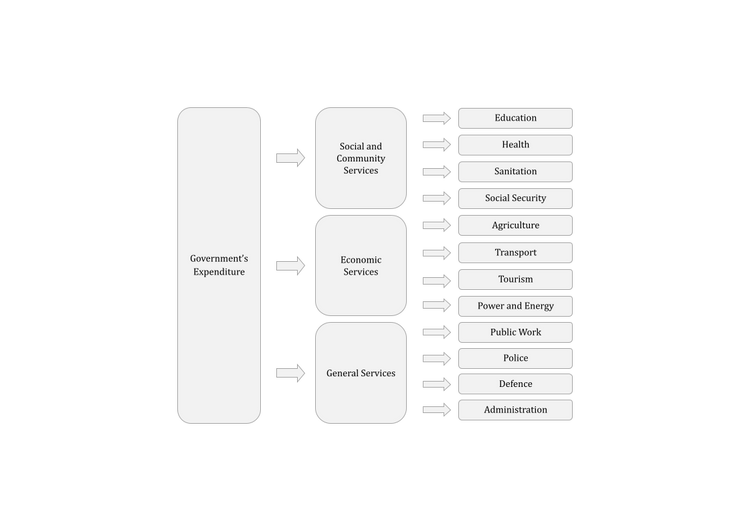 Government's
Expenditure
Social and
Community
Services
Economic
Services
General Services
Education
Health
Sanitation
Social Security
Agriculture
Transport
Tourism
Power and Energy
Public Work
Police
Defence
Administration